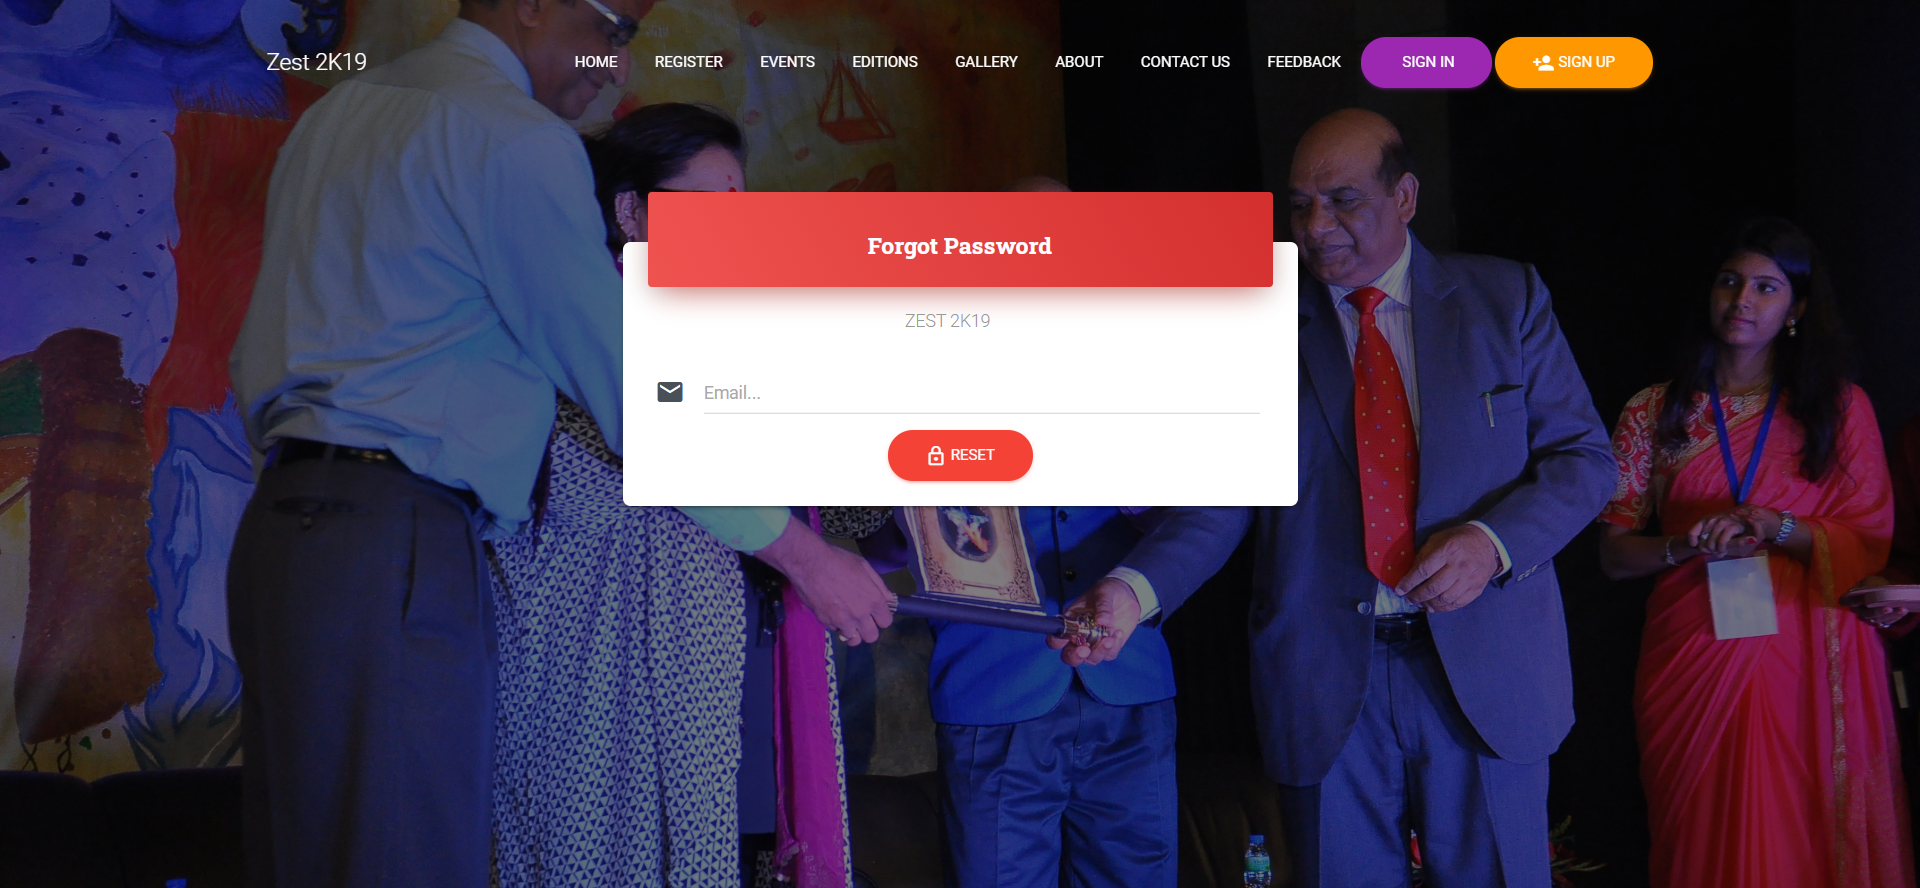 Zest 2K19
HOME REGISTER EVENTS EDITIONS GALLERY ABOUT CONTACT US FEEDBACK SIGN IN SIGN UP
Forgot Password
ZEST 2K19
Email...
RESET